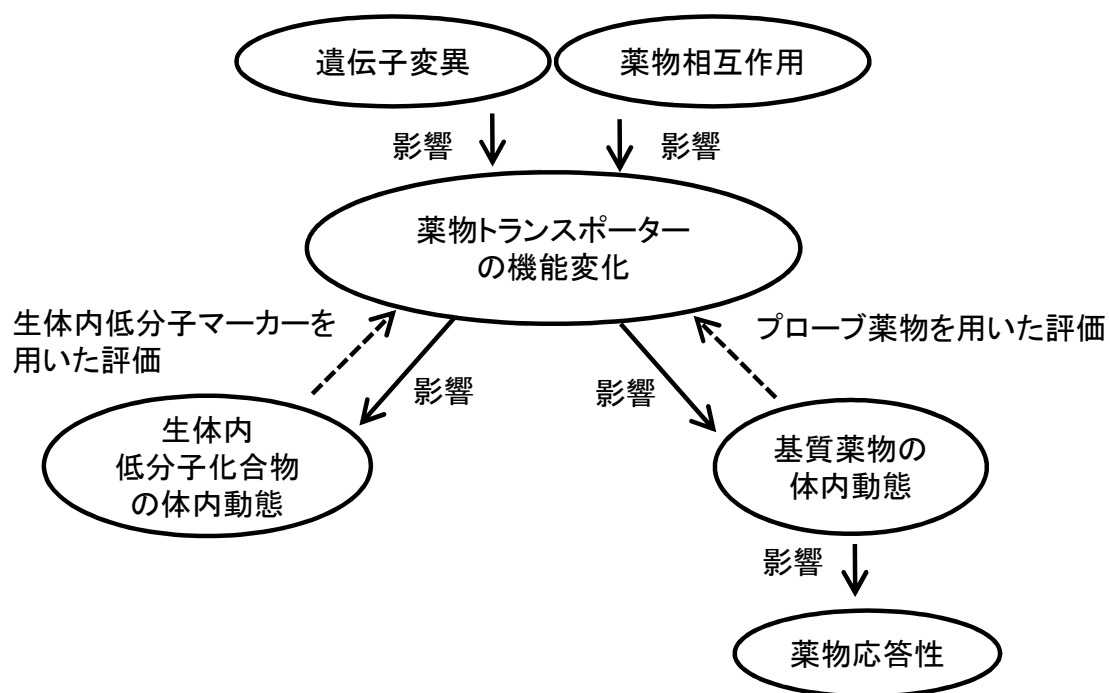 遺伝子変異
薬物相互作用
影響
影響
薬物トランスポーター
の機能変化
生体内低分子マーカーを
用いた評価
プローブ薬物を用いた評価
影響
影響
生体内
低分子化合物
の体内動態
基質薬物の
体内動態
影響
薬物応答性